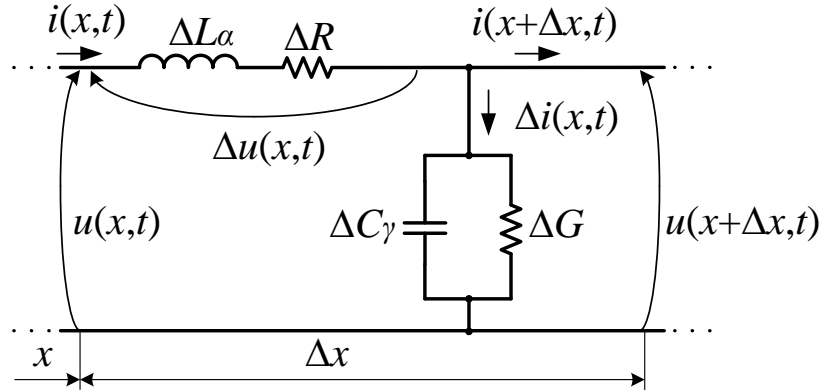 i(x,t) ΔLα ΔR i(x+Δx,t)
Δu(x,t) Δi(x,t)
u(x,t) ΔCγ ΔG u(x+Δx,t)
x Δx